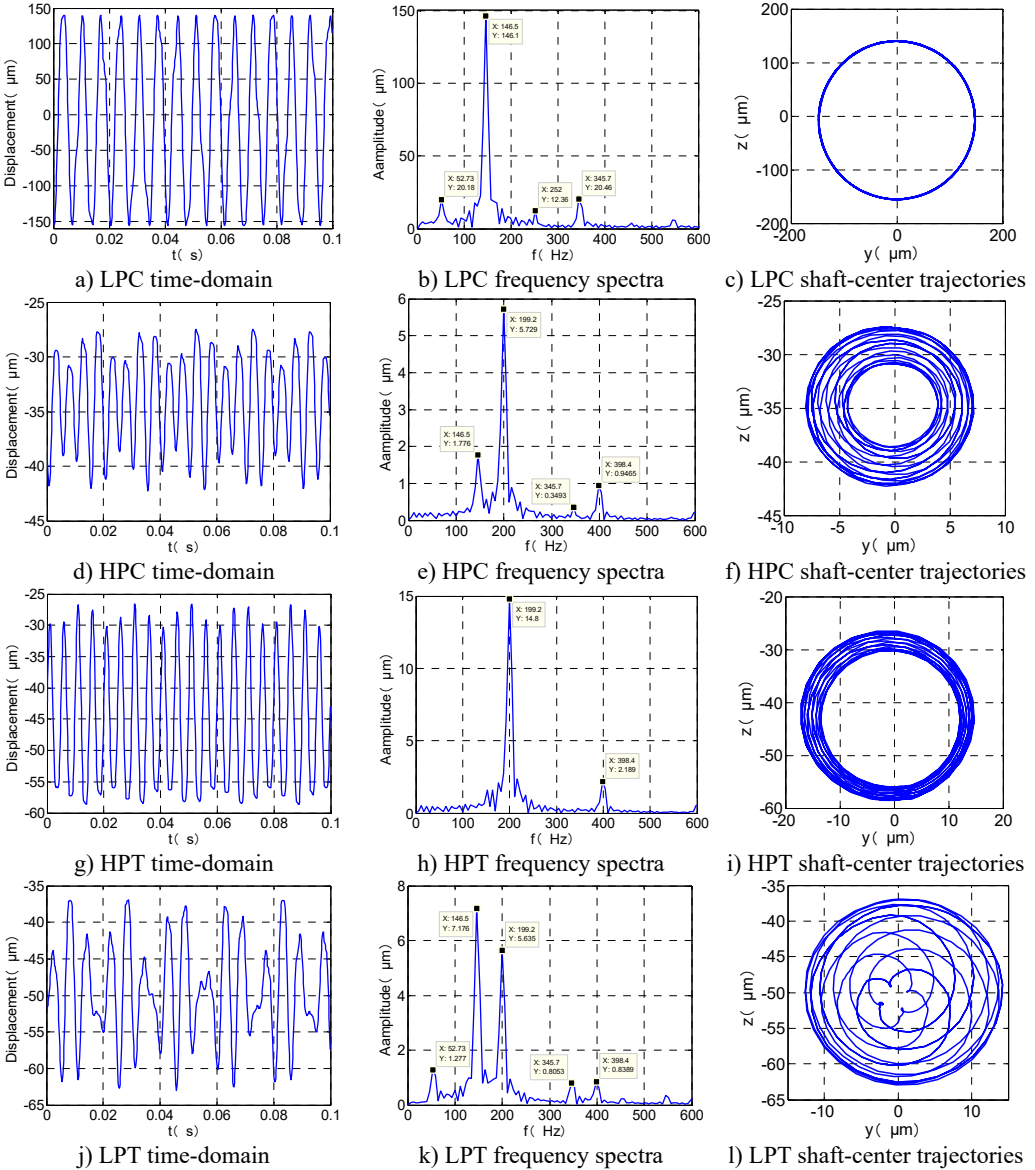 Displacement( μm)
150
100
50
0
-50
-100
-150
0 0.02 0.04 0.06 0.08 0.1
t( s)
a) LPC time-domain
Aamplitude( μm)
150
100
50
0
0 100 200 300 400 500 600
f( Hz)
X: 146.5
Y: 146.1
X: 52.73
Y: 20.18
X: 252
Y: 12.36
X: 345.7
Y: 20.46
b) LPC frequency spectra
z( μm)
200
100
0
-100
-200
-200 0 200
y( μm)
c) LPC shaft-center trajectories
Displacement( μm)
-25
-30
-35
-40
-45
0 0.02 0.04 0.06 0.08 0.1
t( s)
d) HPC time-domain
Aamplitude( μm)
6
5
4
3
2
1
0
0 100 200 300 400 500 600
f( Hz)
X: 199.2
Y: 5.729
X: 146.5
Y: 1.776
X: 345.7
Y: 0.3493
X: 398.4
Y: 0.9465
e) HPC frequency spectra
z( μm)
-25
-30
-35
-40
-45
-10 -5 0 5 10
y( μm)
f) HPC shaft-center trajectories
Displacement( μm)
-25
-30
-35
-40
-45
-50
-55
-60
0 0.02 0.04 0.06 0.08 0.1
t( s)
g) HPT time-domain
Aamplitude( μm)
15
10
5
0
0 100 200 300 400 500 600
f( Hz)
X: 199.2
Y: 14.8
X: 398.4
Y: 2.189
h) HPT frequency spectra
z( μm)
-20
-30
-40
-50
-60
-20 -10 0 10 20
y( μm)
i) HPT shaft-center trajectories
Displacement( μm)
-35
-40
-45
-50
-55
-60
-65
0 0.02 0.04 0.06 0.08 0.1
t( s)
j) LPT time-domain
Aamplitude( μm)
8
6
4
2
0
0 100 200 300 400 500 600
f( Hz)
X: 146.5
Y: 7.176
X: 199.2
Y: 5.635
X: 52.73
Y: 1.277
X: 345.7
Y: 0.8053
X: 398.4
Y: 0.8389
k) LPT frequency spectra
z( μm)
-35
-40
-45
-50
-55
-60
-65
-10 0 10
y( μm)
l) LPT shaft-center trajectories